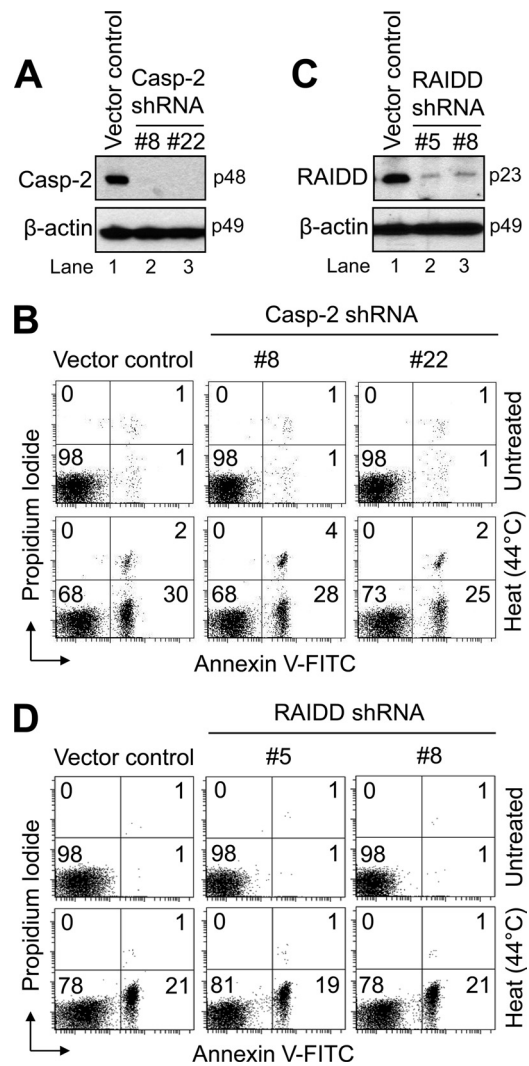 A
Vector control
Casp-2
shRNA
#8 #22
Casp-2
p48
β-actin
p49
Lane 1 2 3
C
Vector control
RAIDD
shRNA
#5 #8
RAIDD
p23
β-actin
p49
Lane 1 2 3
B
Casp-2 shRNA
Vector control #8 #22
0 1 0 1 0 1
98 1 98 1 98 1
Untreated
0 2 0 4 0 2
68 30 68 28 73 25
Heat (44°C)
Propidium Iodide
Annexin V-FITC
D
RAIDD shRNA
Vector control #5 #8
0 1 0 1 0 1
98 1 98 1 98 1
Untreated
0 1 0 1 0 1
78 21 81 19 78 21
Heat (44°C)
Propidium Iodide
Annexin V-FITC